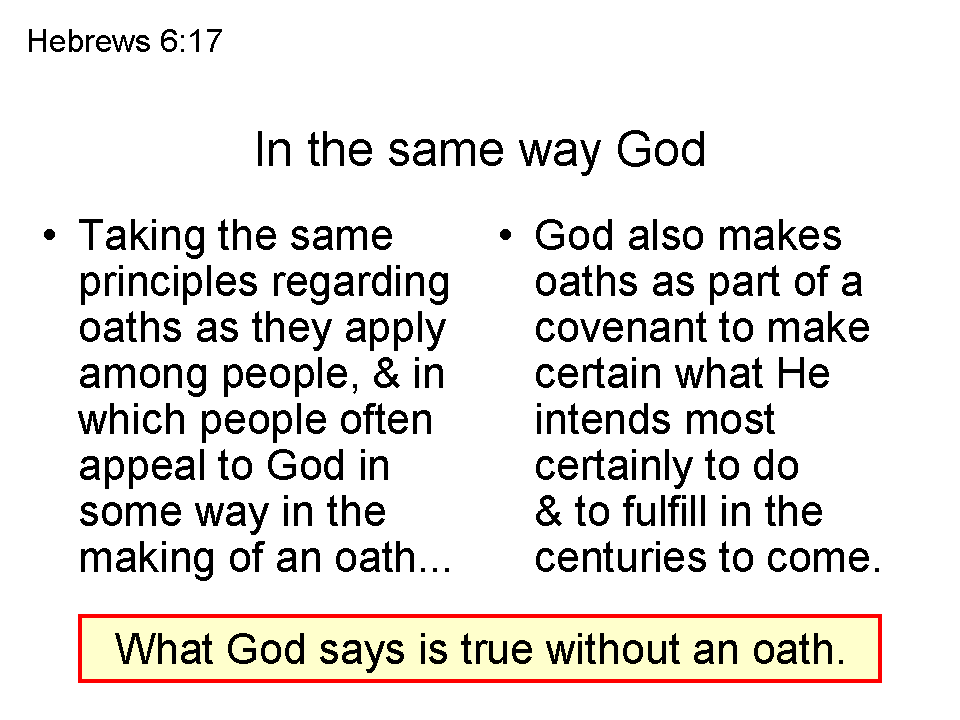 Hebrews 6:17
In the same way God
• Taking the same
principles regarding
oaths as they apply
among people, & in
which people often
appeal to God in
some way in the
making of an oath...
• God also makes
oaths as part of a
covenant to make
certain what He
intends most
certainly to do
& to fulfill in the
centuries to come.
What God says is true without an oath.